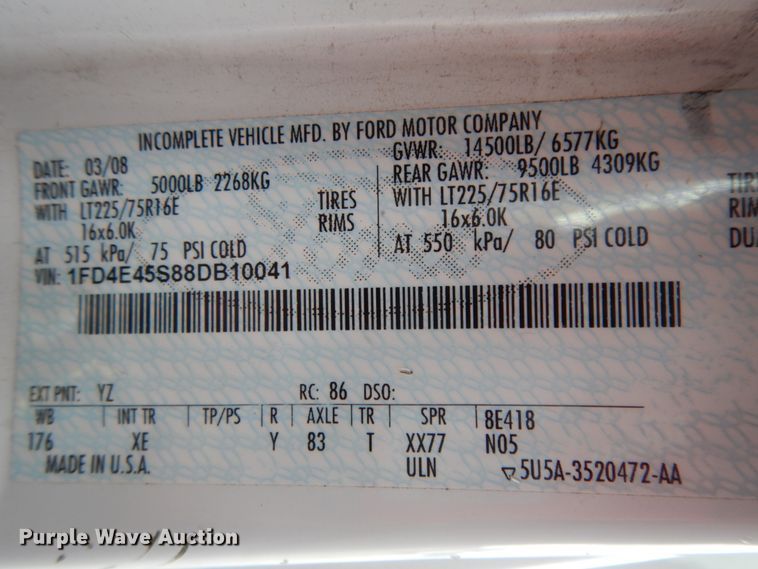 INCOMPLETE VEHICLE MFD. BY FORD MOTOR COMPANY
DATE: 03/08 GVWR: 14500LB/ 6577KG
FRONT GAWR: 5000LB 2268KG REAR GAWR: 9500LB 4309KG
WITH LT225/75R16E TIRES WITH LT225/75R16E TIR
16x6.0K RIMS 16x6.0K RIM
AT 515 kPa/ 75 PSI COLD AT 550 kPa/ 80 PSI COLD DU
VIN: 1FD4E45S88DB10041
EXT PNT: YZ RC: 86 DSO:
WB INT TR TP/PS R AXLE TR SPR 8E418
176 XE Y 83 T XX77 N05
MADE IN U.S.A. ULN 5U5A-3520472-AA
Purple Wave Auction